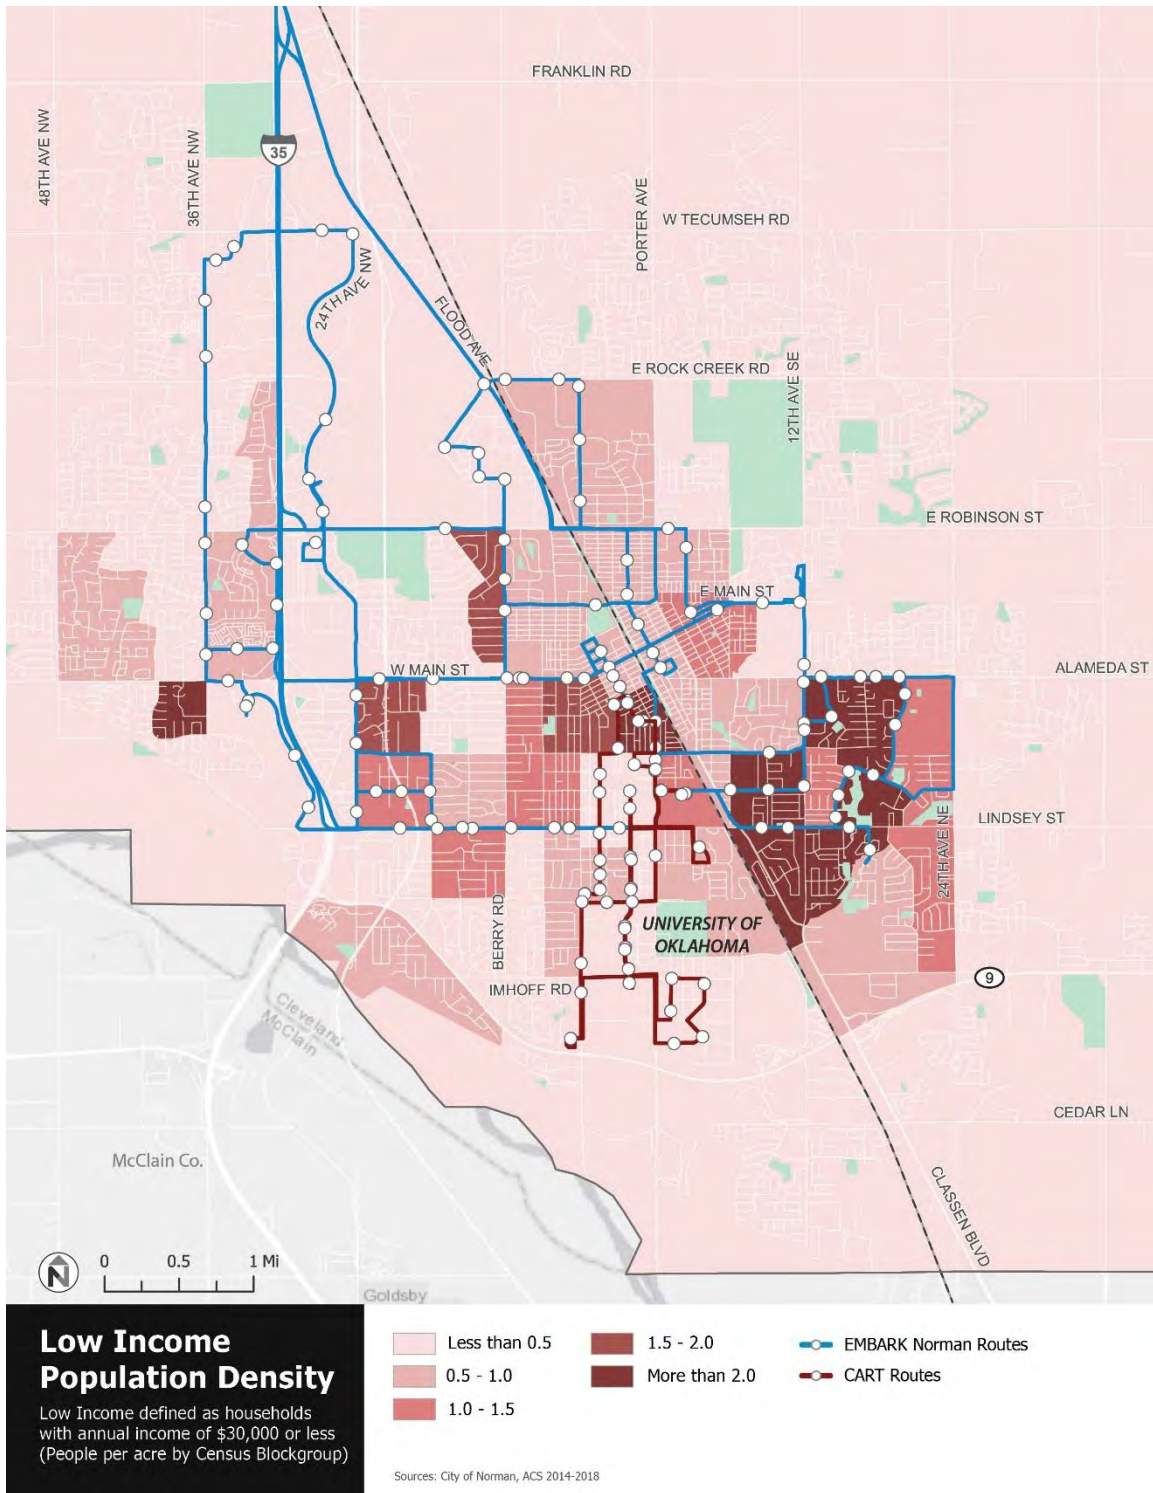 FRANKLIN RD
48TH AVE NW
36TH AVE NW
35
PORTER AVE
W TECUMSEH RD
24TH AVE NW
FLOOD AVE
E ROCK CREEK RD
12TH AVE SE
E ROBINSON ST
E MAIN ST
W MAIN ST
ALAMEDA ST
LINDSEY ST
24TH AVE NE
BERRY RD
UNIVERSITY OF
OKLAHOMA
IMHOFF RD
9
Cleveland
McClain
CEDAR LN
McClain Co.
CLASSEN BLVD
N
0 0.5 1 Mi
Goldsby
Low Income
Population Density
Low Income defined as households
with annual income of $30,000 or less
(People per acre by Census Blockgroup)
Less than 0.5
0.5 - 1.0
1.0 - 1.5
1.5 - 2.0
More than 2.0
EMBARK Norman Routes
CART Routes
Sources: City of Norman, ACS 2014-2018